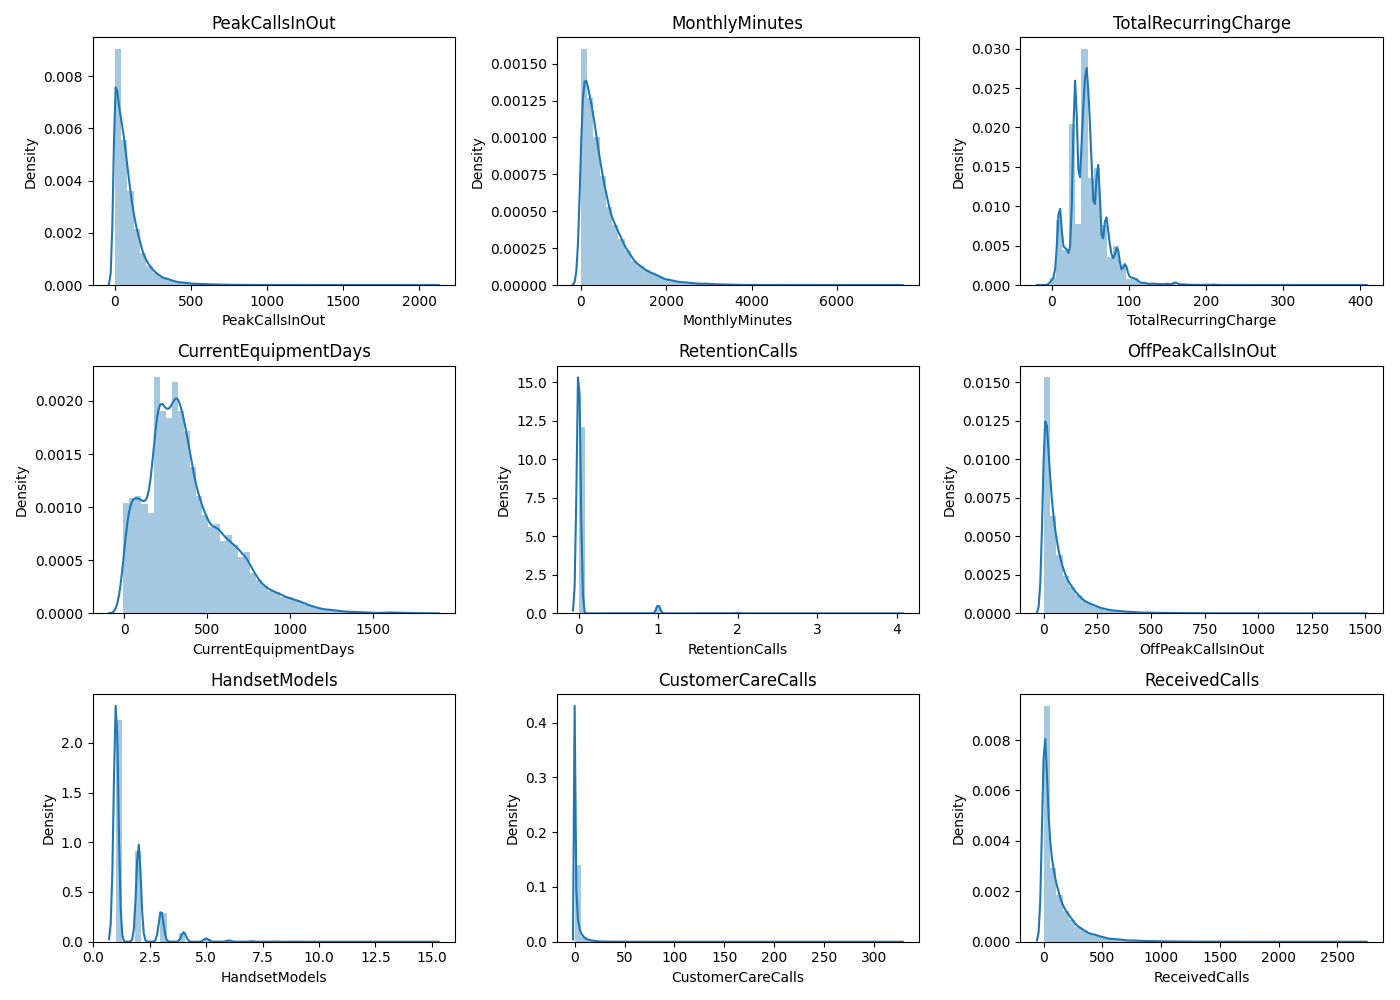 PeakCallsInOut
MonthlyMinutes
TotalRecurringCharge
Density
0.008
0.006
0.004
0.002
0.000
0 500 1000 1500 2000
PeakCallsInOut
Density
0.00150
0.00125
0.00100
0.00075
0.00050
0.00025
0.00000
0 2000 4000 6000
MonthlyMinutes
Density
0.030
0.025
0.020
0.015
0.010
0.005
0.000
0 100 200 300 400
TotalRecurringCharge
CurrentEquipmentDays
RetentionCalls
OffPeakCallsInOut
Density
0.0020
0.0015
0.0010
0.0005
0.0000
0 500 1000 1500
CurrentEquipmentDays
Density
15.0
12.5
10.0
7.5
5.0
2.5
0.0
0 1 2 3 4
RetentionCalls
Density
0.0150
0.0125
0.0100
0.0075
0.0050
0.0025
0.0000
0 250 500 750 1000 1250 1500
OffPeakCallsInOut
HandsetModels
CustomerCareCalls
ReceivedCalls
Density
2.0
1.5
1.0
0.5
0.0
0.0 2.5 5.0 7.5 10.0 12.5 15.0
HandsetModels
Density
0.4
0.3
0.2
0.1
0.0
0 50 100 150 200 250 300
CustomerCareCalls
Density
0.008
0.006
0.004
0.002
0.000
0 500 1000 1500 2000 2500
ReceivedCalls